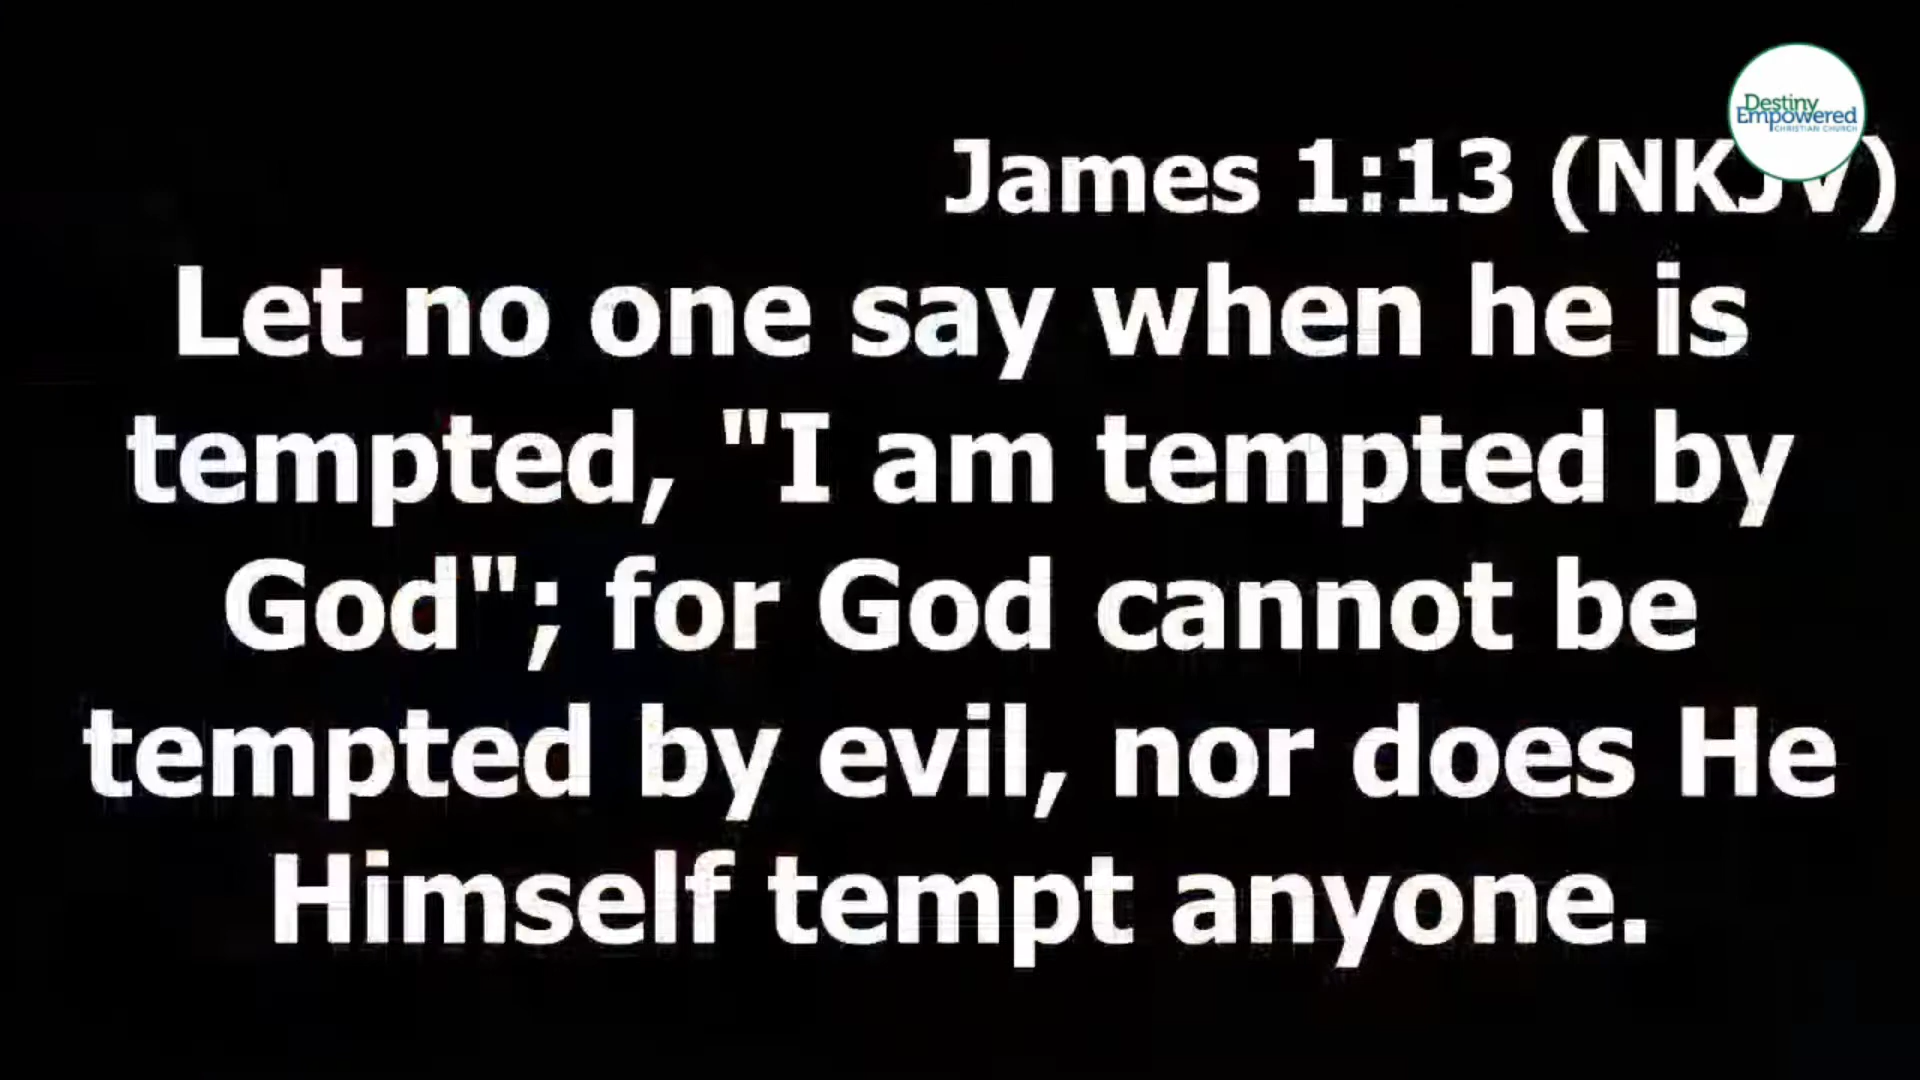 Destiny
Empowered
CHRISTIAN CHURCH
James 1:13 (NKJV)
Let no one say when he is
tempted, "I am tempted by
God"; for God cannot be
tempted by evil, nor does He
Himself tempt anyone.